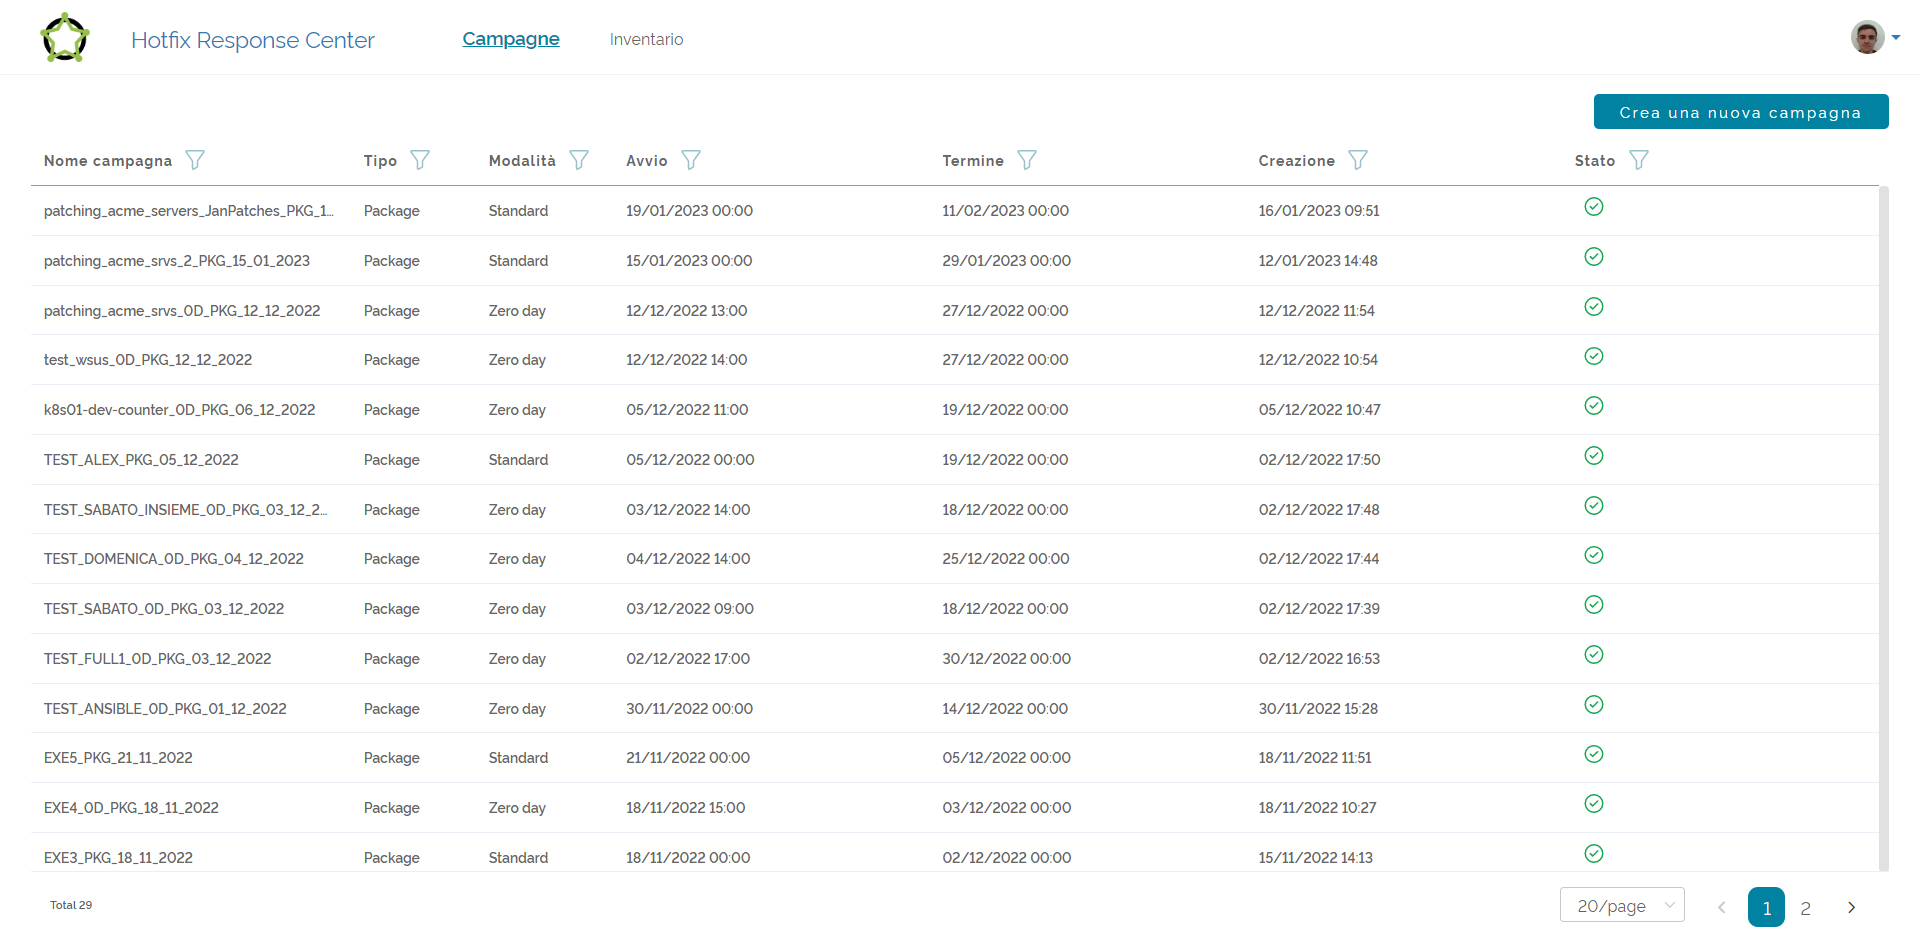 Hotfix Response Center Campagne Inventario
Crea una nuova campagna
Nome campagna Tipo Modalità Avvio Termine Creazione Stato
patching_acme_servers_JanPatches_PKG_1... Package Standard 19/01/2023 00:00 11/02/2023 00:00 16/01/2023 09:51
patching_acme_srvs_2_PKG_15_01_2023 Package Standard 15/01/2023 00:00 29/01/2023 00:00 12/01/2023 14:48
patching_acme_srvs_0D_PKG_12_12_2022 Package Zero day 12/12/2022 13:00 27/12/2022 00:00 12/12/2022 11:54
test_wsus_0D_PKG_12_12_2022 Package Zero day 12/12/2022 14:00 27/12/2022 00:00 12/12/2022 10:54
k8s01-dev-counter_0D_PKG_06_12_2022 Package Zero day 05/12/2022 11:00 19/12/2022 00:00 05/12/2022 10:47
TEST_ALEX_PKG_05_12_2022 Package Standard 05/12/2022 00:00 19/12/2022 00:00 02/12/2022 17:50
TEST_SABATO_INSIEME_0D_PKG_03_12_2... Package Zero day 03/12/2022 14:00 18/12/2022 00:00 02/12/2022 17:48
TEST_DOMENICA_0D_PKG_04_12_2022 Package Zero day 04/12/2022 14:00 25/12/2022 00:00 02/12/2022 17:44
TEST_SABATO_0D_PKG_03_12_2022 Package Zero day 03/12/2022 09:00 18/12/2022 00:00 02/12/2022 17:39
TEST_FULL1_0D_PKG_03_12_2022 Package Zero day 02/12/2022 17:00 30/12/2022 00:00 02/12/2022 16:53
TEST_ANSIBLE_0D_PKG_01_12_2022 Package Zero day 30/11/2022 00:00 14/12/2022 00:00 30/11/2022 15:28
EXE5_PKG_21_11_2022 Package Standard 21/11/2022 00:00 05/12/2022 00:00 18/11/2022 11:51
EXE4_0D_PKG_18_11_2022 Package Zero day 18/11/2022 15:00 03/12/2022 00:00 18/11/2022 10:27
EXE3_PKG_18_11_2022 Package Standard 18/11/2022 00:00 02/12/2022 00:00 15/11/2022 14:13
Total 29 20/page 1 2